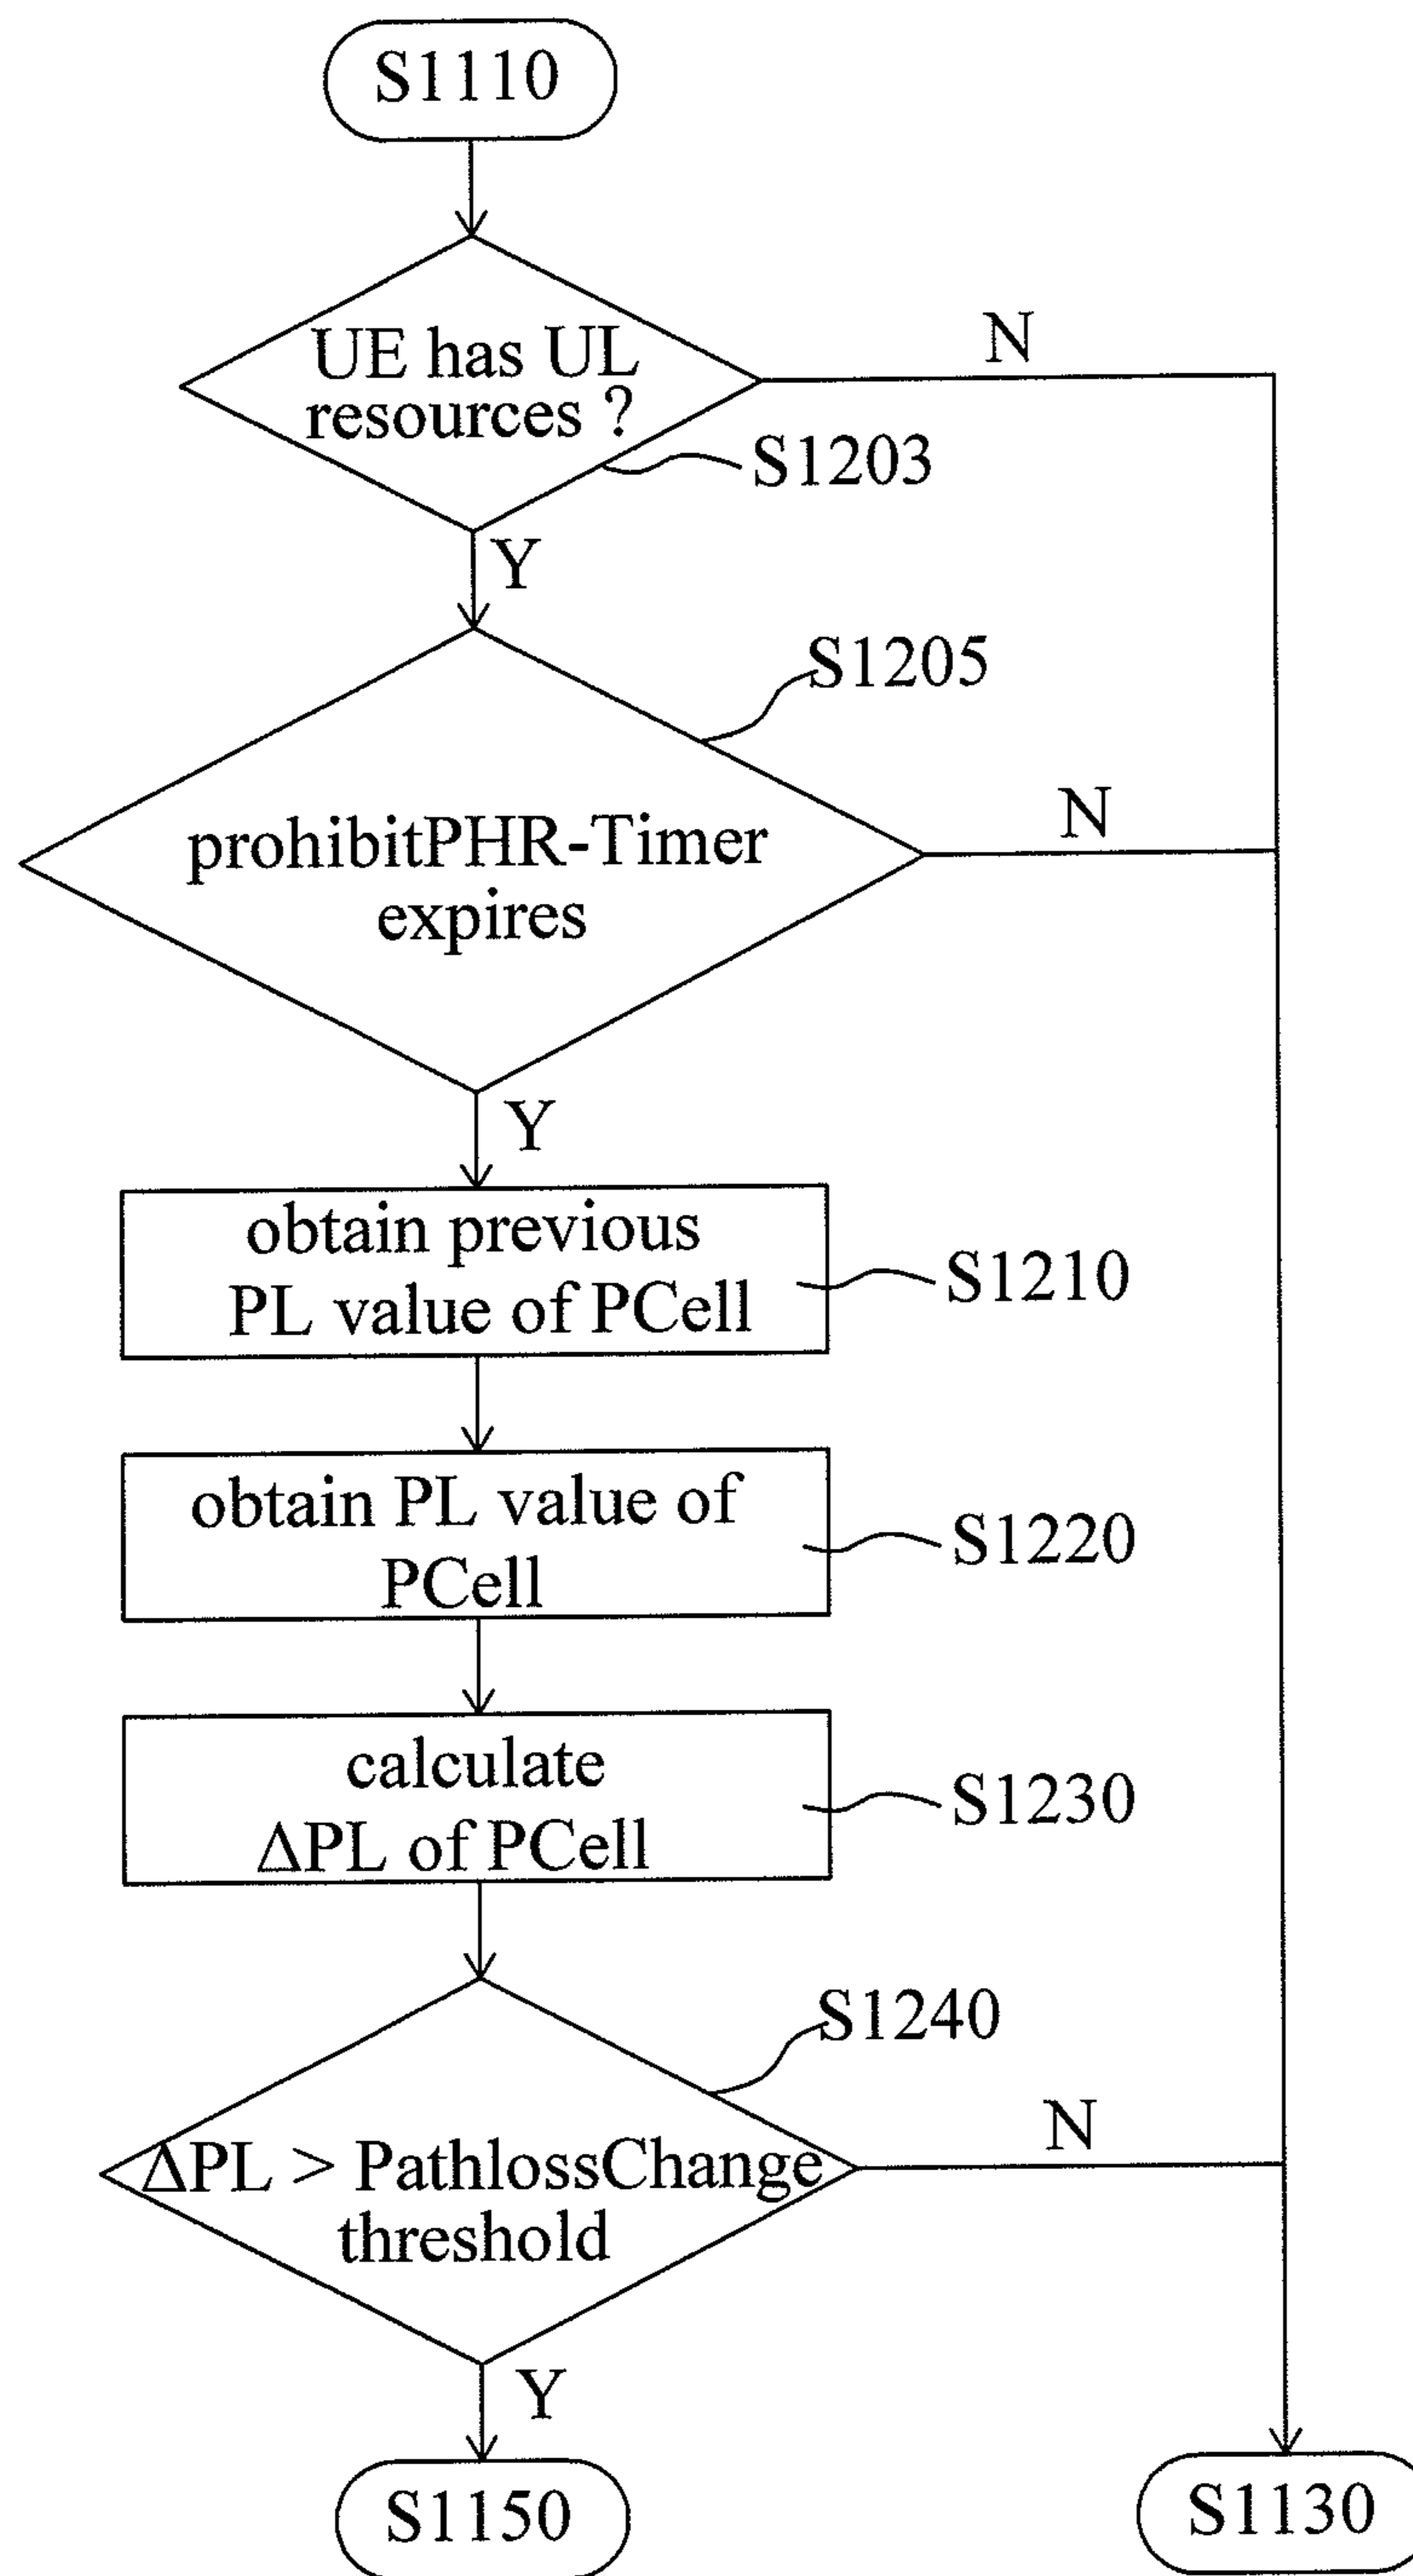 S1110
UE has UL
resources ?
N
S1203
Y
S1205
prohibitPHR-Timer
expires
N
Y
obtain previous
PL value of PCell
S1210
obtain PL value of
PCell
S1220
calculate
ΔPL of PCell
S1230
S1240
ΔPL > PathlossChange
threshold
N
Y
S1150
S1130